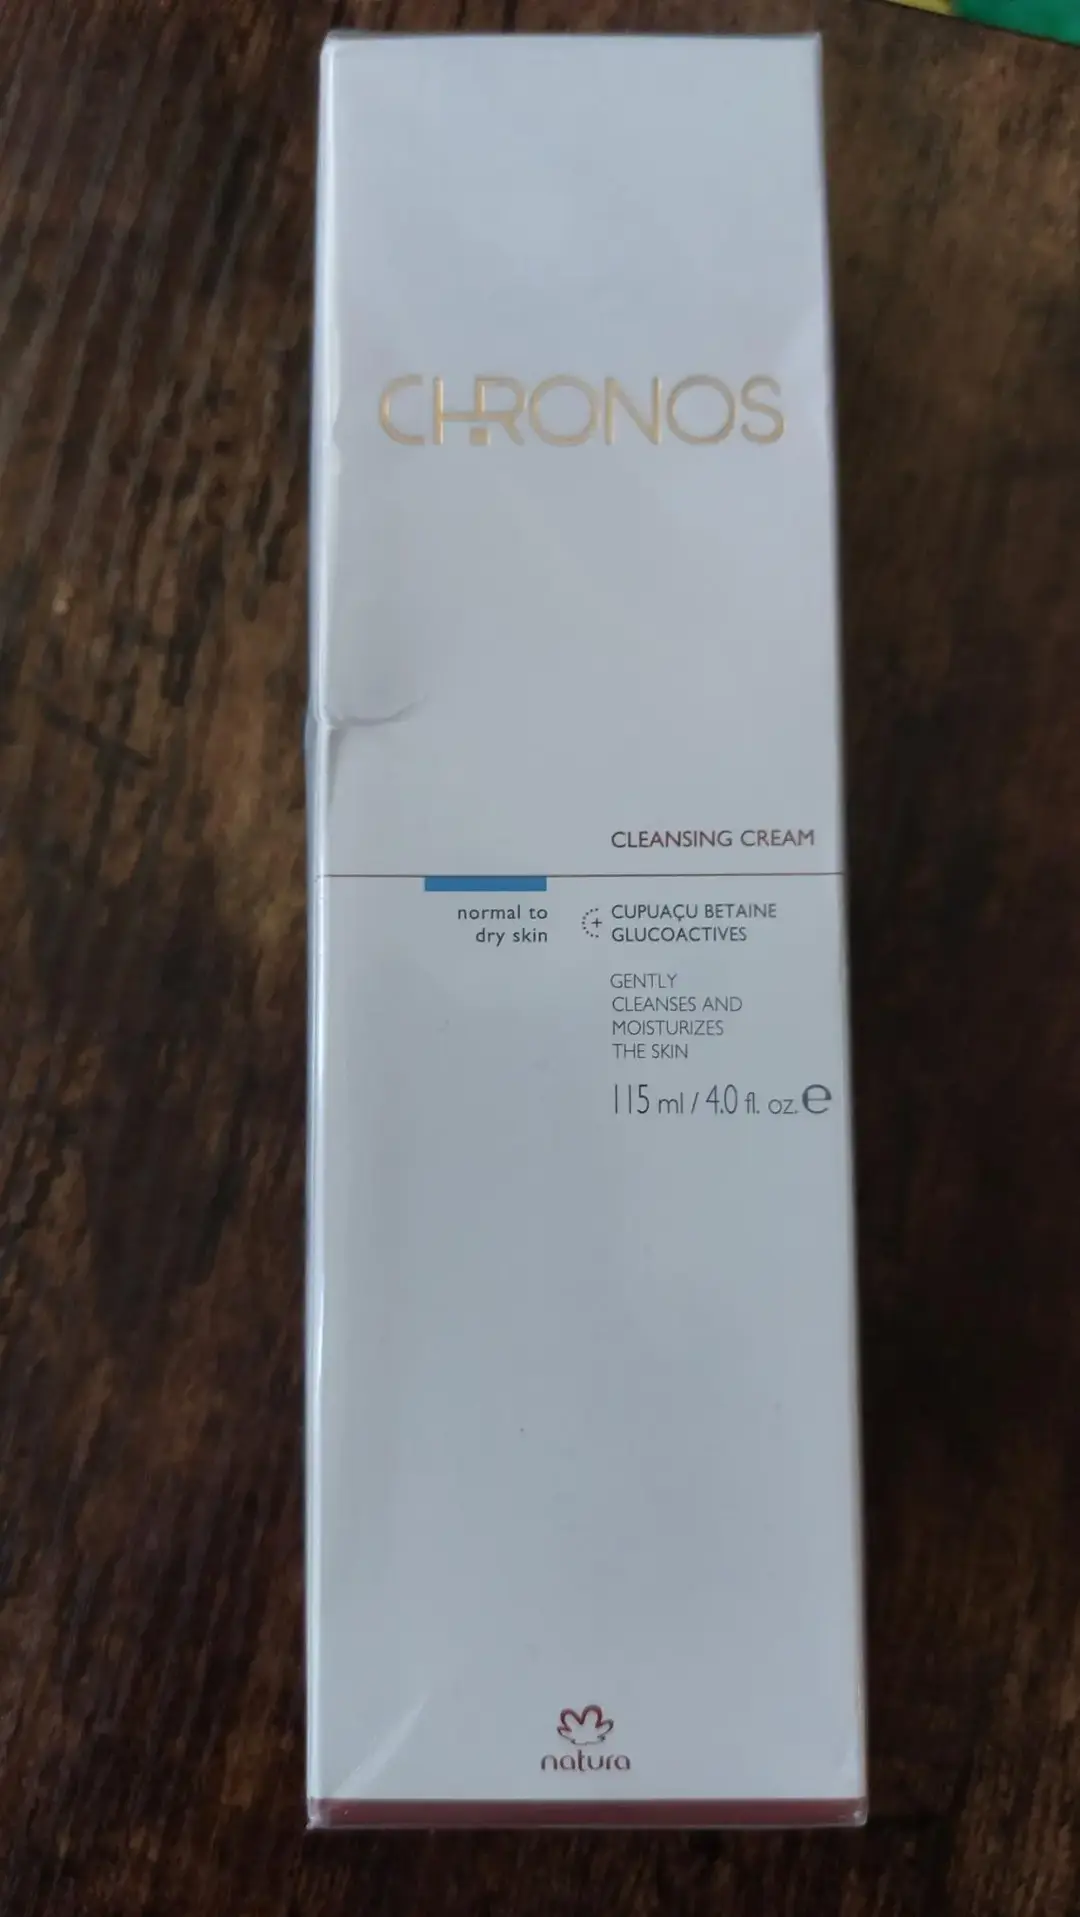 CHRONOS
CLEANSING CREAM
normal to
dry skin
CUPUAÇU BETAINE
GLUCOACTIVES
GENTLY
CLEANSES AND
MOISTURIZES
THE SKIN
115 ml / 4.0 fl. oz. ℮
natura